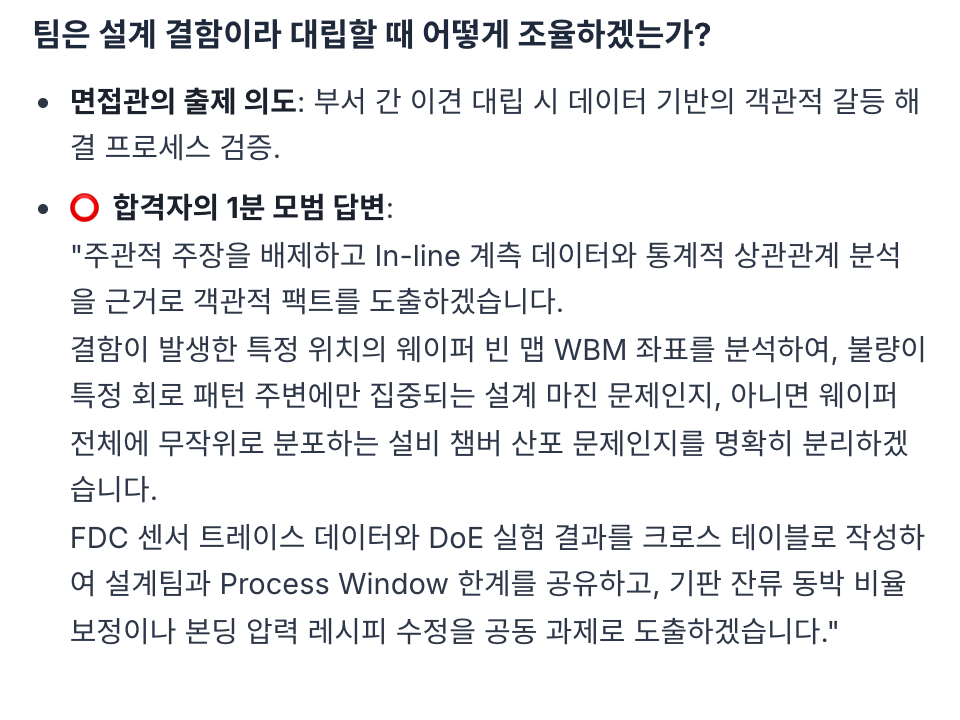 팀은 설계 결함이라 대립할 때 어떻게 조율하겠는가?
• 면접관의 출제 의도: 부서 간 이견 대립 시 데이터 기반의 객관적 갈등 해
결 프로세스 검증.
• ⭕ 합격자의 1분 모범 답변:
"주관적 주장을 배제하고 In-line 계측 데이터와 통계적 상관관계 분석
을 근거로 객관적 팩트를 도출하겠습니다.
결함이 발생한 특정 위치의 웨이퍼 빈 맵 WBM 좌표를 분석하여, 불량이
특정 회로 패턴 주변에만 집중되는 설계 마진 문제인지, 아니면 웨이퍼
전체에 무작위로 분포하는 설비 챔버 산포 문제인지를 명확히 분리하겠
습니다.
FDC 센서 트레이스 데이터와 DoE 실험 결과를 크로스 테이블로 작성하
여 설계팀과 Process Window 한계를 공유하고, 기판 잔류 동박 비율
보정이나 본딩 압력 레시피 수정을 공동 과제로 도출하겠습니다."